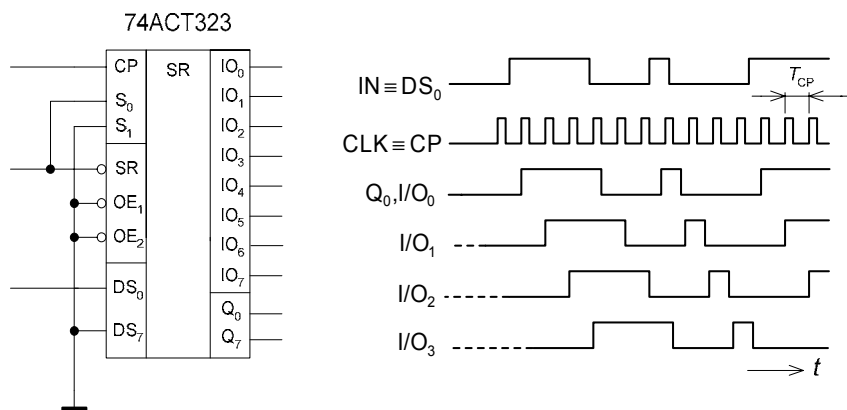 74ACT323
CP
S₀
S₁
SR
OE₁
OE₂
DS₀
DS₇
SR
IO₀
IO₁
IO₂
IO₃
IO₄
IO₅
IO₆
IO₇
Q₀
Q₇
IN≡DS₀
T_CP
CLK≡CP
Q₀,I/O₀
I/O₁
I/O₂
I/O₃
t